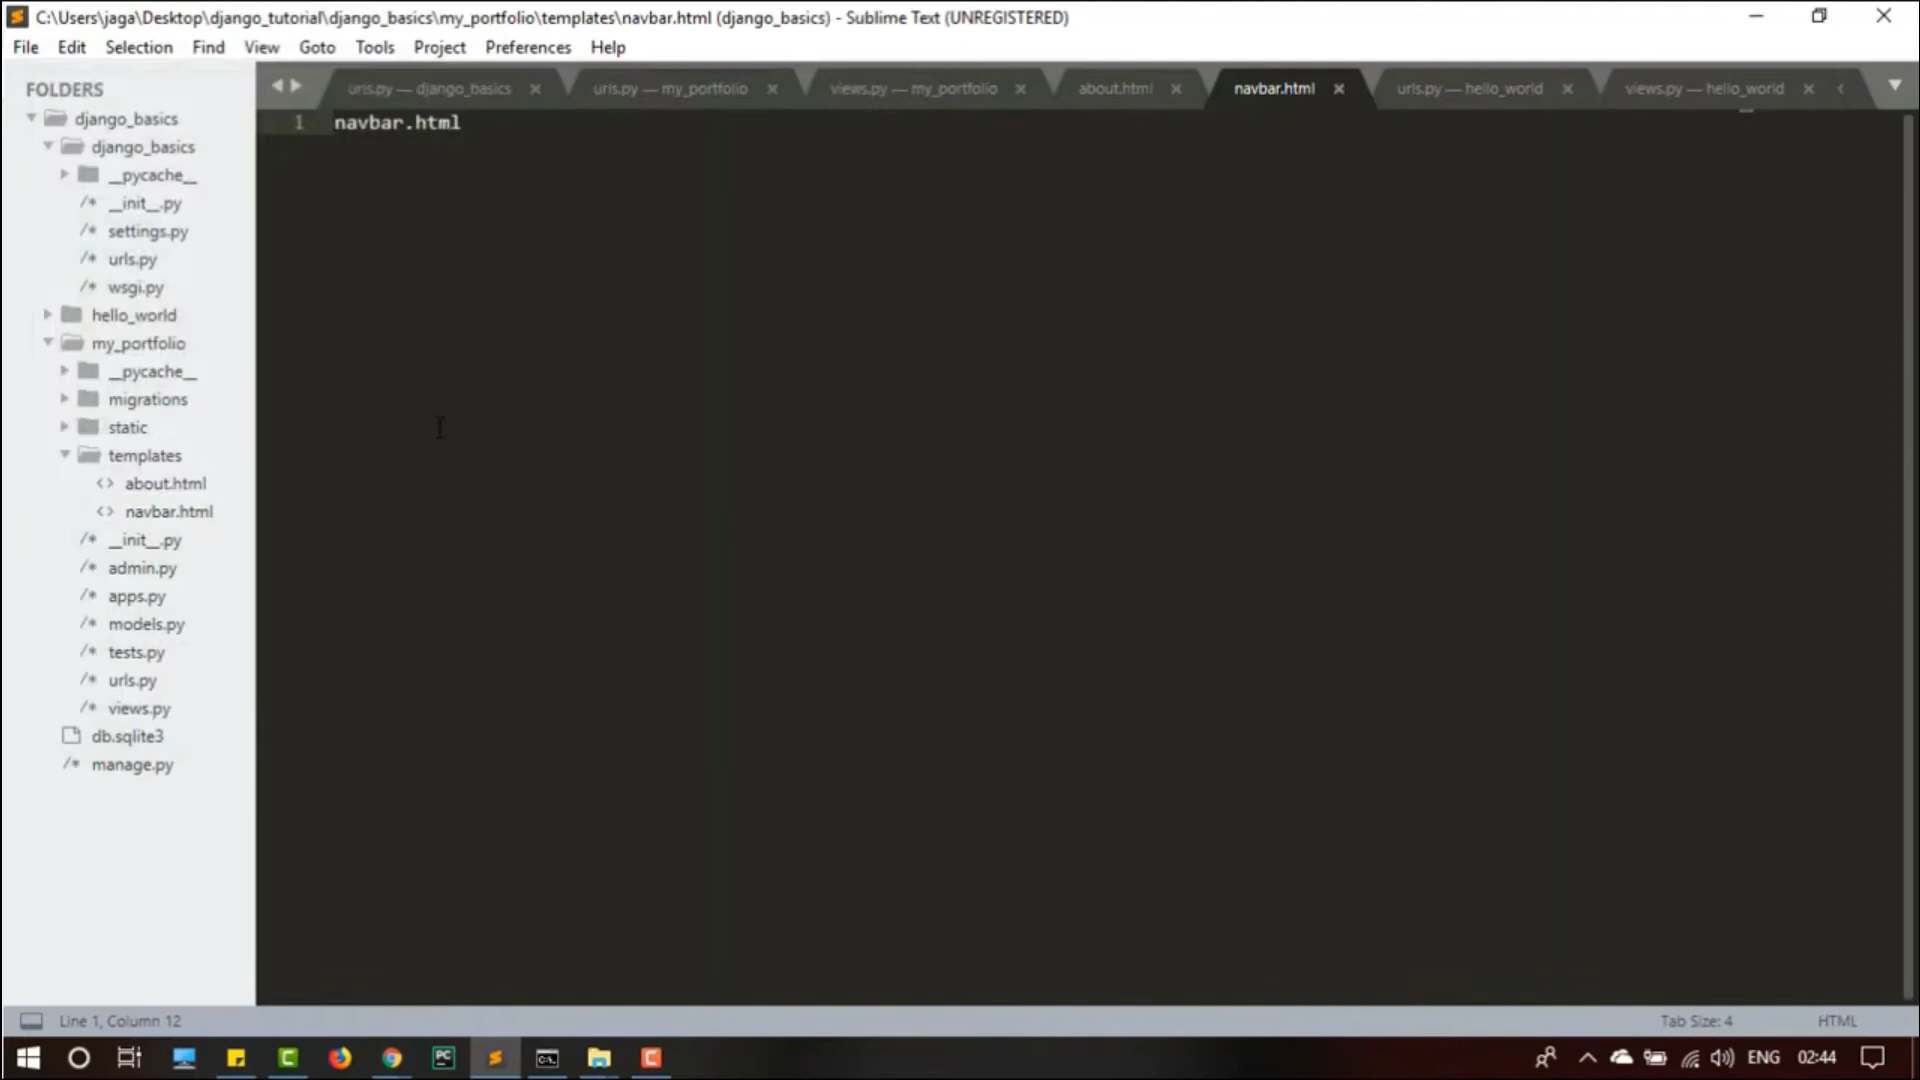 C:\Users\jaga\Desktop\django_tutorial\django_basics\my_portfolio\templates\navbar.html (django_basics) - Sublime Text (UNREGISTERED)
File Edit Selection Find View Goto Tools Project Preferences Help
FOLDERS
django_basics
django_basics
__pycache__
/* __init__.py
/* settings.py
/* urls.py
/* wsgi.py
hello_world
my_portfolio
__pycache__
migrations
static
templates
<> about.html
<> navbar.html
/* __init__.py
/* admin.py
/* apps.py
/* models.py
/* tests.py
/* urls.py
/* views.py
db.sqlite3
/* manage.py
urls.py — django_basics urls.py — my_portfolio views.py — my_portfolio about.html navbar.html urls.py — hello_world views.py — hello_world
1 navbar.html
Line 1, Column 12 Tab Size: 4 HTML
PC C:\. ENG 02:44